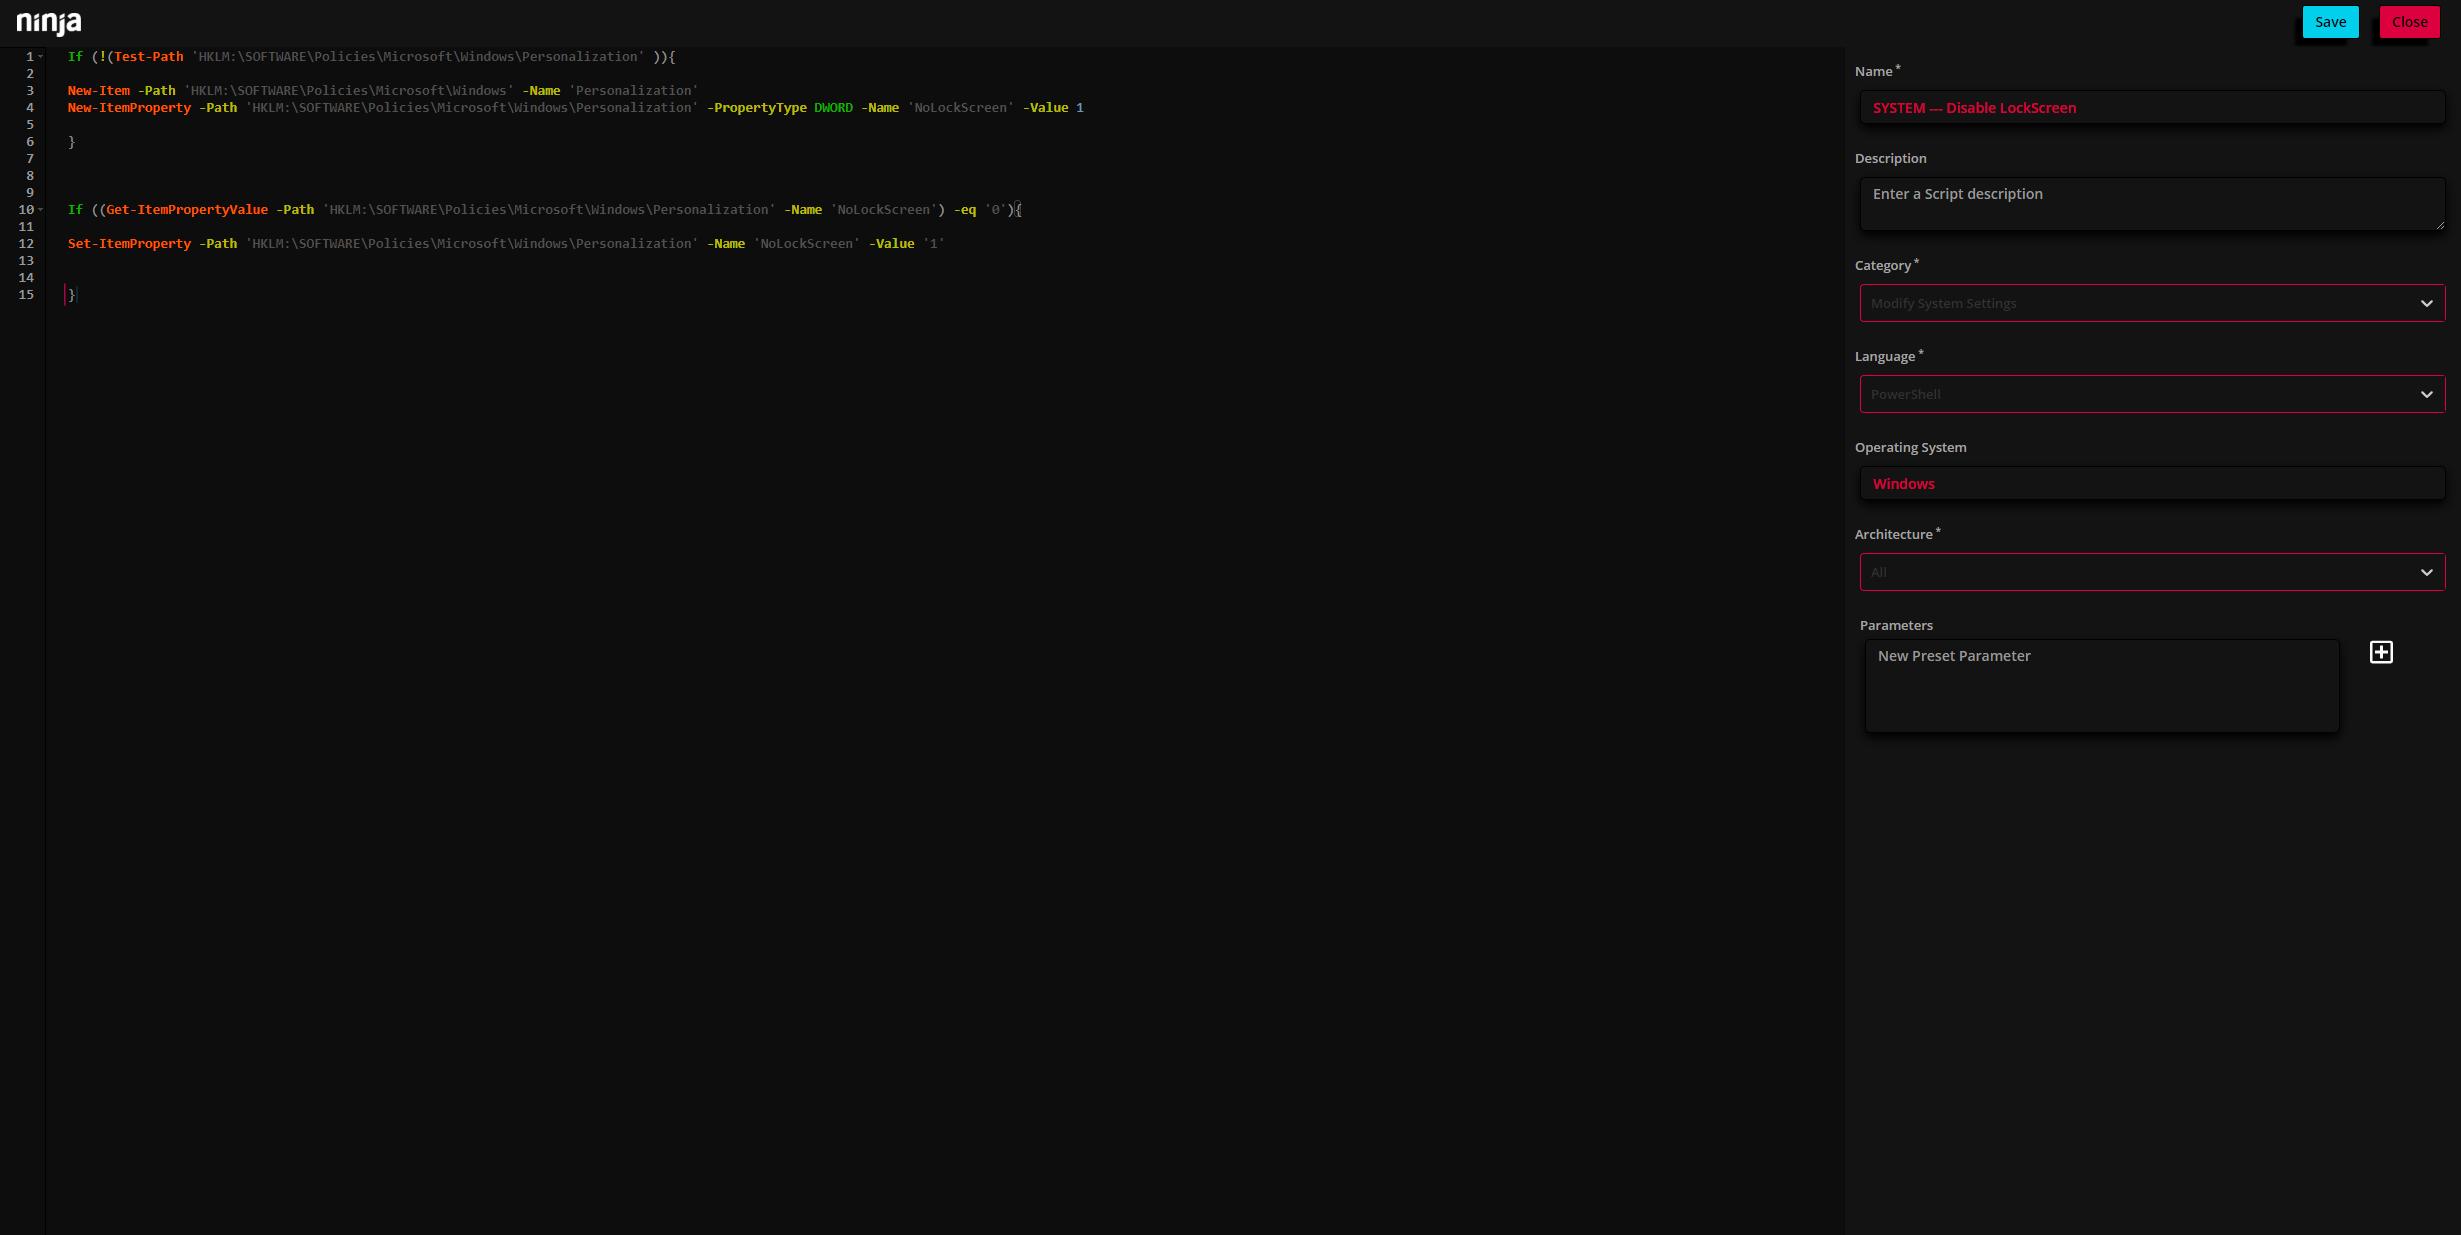 ninja
Save
Close
1 If (!(Test-Path 'HKLM:\SOFTWARE\Policies\Microsoft\Windows\Personalization' )){
2
3 New-Item -Path 'HKLM:\SOFTWARE\Policies\Microsoft\Windows' -Name 'Personalization'
4 New-ItemProperty -Path 'HKLM:\SOFTWARE\Policies\Microsoft\Windows\Personalization' -PropertyType DWORD -Name 'NoLockScreen' -Value 1
5
6 }
7
8
9
10 If ((Get-ItemPropertyValue -Path 'HKLM:\SOFTWARE\Policies\Microsoft\Windows\Personalization' -Name 'NoLockScreen') -eq '0'){
11
12 Set-ItemProperty -Path 'HKLM:\SOFTWARE\Policies\Microsoft\Windows\Personalization' -Name 'NoLockScreen' -Value '1'
13
14
15 }
Name *
SYSTEM --- Disable LockScreen
Description
Enter a Script description
Category *
Modify System Settings
Language *
PowerShell
Operating System
Windows
Architecture *
All
Parameters
New Preset Parameter